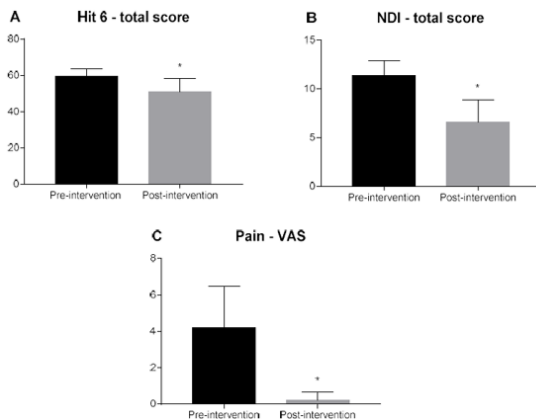 A Hit 6 - total score
80
60
40
20
0
*
Pre-intervention Post-intervention
B NDI - total score
15
10
5
0
*
Pre-intervention Post-intervention
C Pain - VAS
8
6
4
2
0
*
Pre-intervention Post-intervention